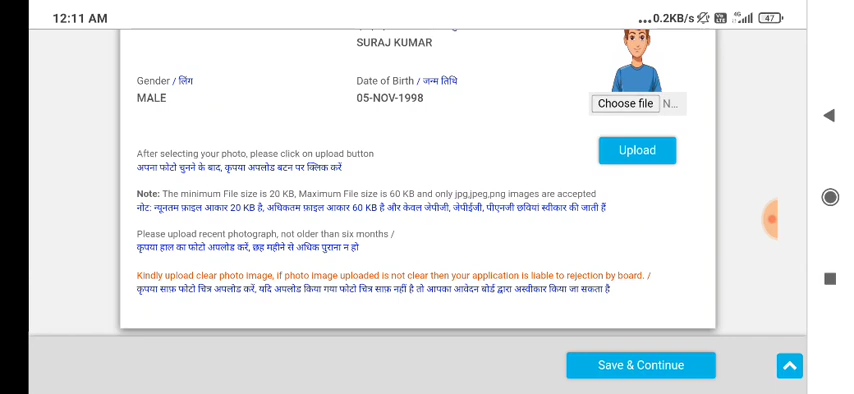 12:11 AM
...0.2KB/s 4G 47
SURAJ KUMAR
Gender / लिंग
Date of Birth / जन्म तिथि
MALE
05-NOV-1998
Choose file N...
Upload
After selecting your photo, please click on upload button
अपना फोटो चुनने के बाद, कृपया अपलोड बटन पर क्लिक करें
Note: The minimum File size is 20 KB, Maximum File size is 60 KB and only jpg,jpeg,png images are accepted
नोट: न्यूनतम फ़ाइल आकार 20 KB है, अधिकतम फ़ाइल आकार 60 KB है और केवल जेपीजी, जेपीईजी, पीएनजी छवियां स्वीकार की जाती हैं
Please upload recent photograph, not older than six months /
कृपया हाल का फोटो अपलोड करें, छह महीने से अधिक पुराना न हो
Kindly upload clear photo image, if photo image uploaded is not clear then your application is liable to rejection by board. /
कृपया साफ़ फोटो चित्र अपलोड करें, यदि अपलोड किया गया फोटो चित्र साफ़ नहीं है तो आपका आवेदन बोर्ड द्वारा अस्वीकार किया जा सकता है
Save & Continue